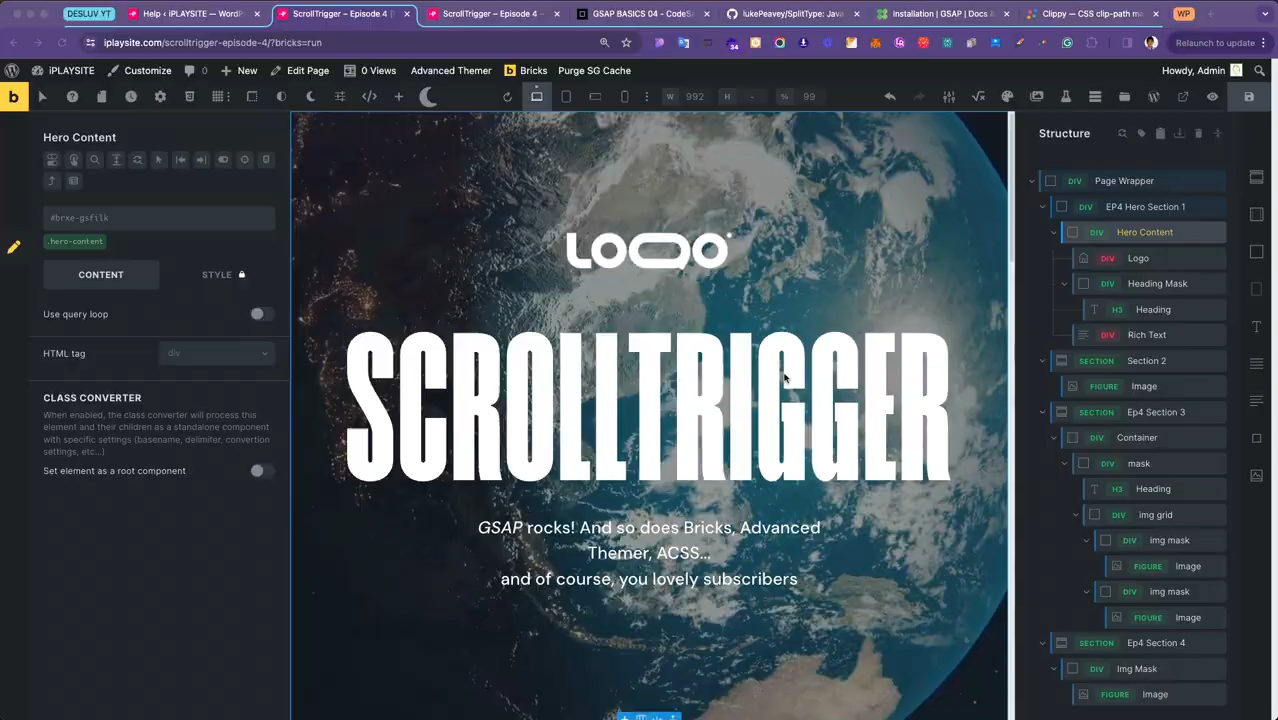 DESLUV YT
Help ‹ iPLAYSITE — WordP
ScrollTrigger – Episode 4 |
ScrollTrigger – Episode 4 –
GSAP BASICS 04 - CodeSa
lukePeavey/SplitType: Java
Installation | GSAP | Docs &
Clippy — CSS clip-path ma
WP
iplaysite.com/scrolltrigger-episode-4/?bricks=run
34
Relaunch to update
iPLAYSITE
Customize
0
New
Edit Page
0 Views
Advanced Themer
b
Bricks
Purge SG Cache
Howdy, Admin
b
W
992
H
-
%
99
Hero Content
#brxe-gsfilk
.hero-content
CONTENT
STYLE
Use query loop
HTML tag
div
CLASS CONVERTER
When enabled, the class converter will process this
element and their children as a standalone component
with specific settings (basename, delimiter, convertion
settings, etc...)
Set element as a root component
LOQO
SCROLLTRIGGER
GSAP rocks! And so does Bricks, Advanced
Themer, ACSS...
and of course, you lovely subscribers
Structure
DIV Page Wrapper
DIV EP4 Hero Section 1
DIV Hero Content
DIV Logo
DIV Heading Mask
H3 Heading
DIV Rich Text
SECTION Section 2
FIGURE Image
SECTION Ep4 Section 3
DIV Container
DIV mask
H3 Heading
DIV img grid
DIV img mask
FIGURE Image
DIV img mask
FIGURE Image
SECTION Ep4 Section 4
DIV Img Mask
FIGURE Image